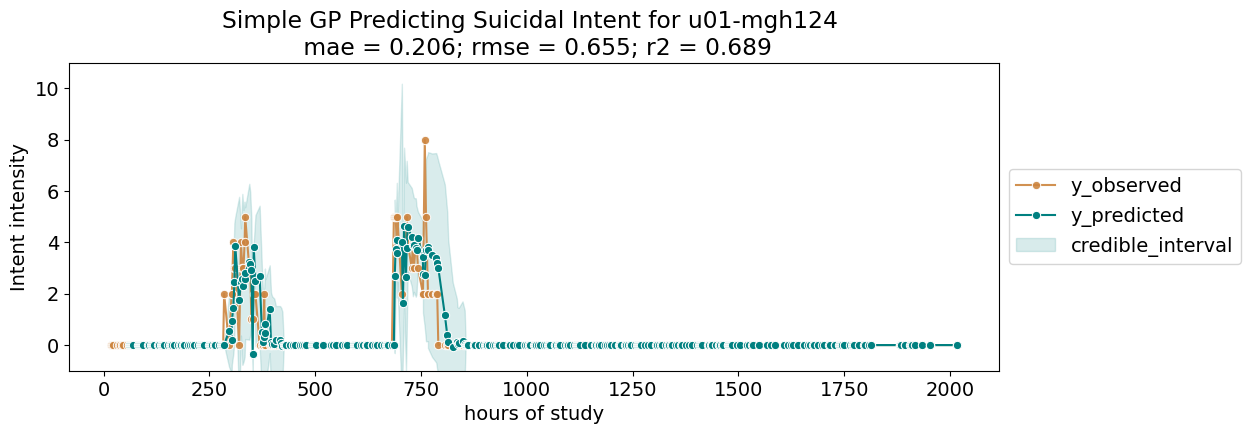 Simple GP Predicting Suicidal Intent for u01-mgh124
mae = 0.206; rmse = 0.655; r2 = 0.689
Intent intensity
10
8
6
4
2
0
0 250 500 750 1000 1250 1500 1750 2000
hours of study
y_observed
y_predicted
credible_interval